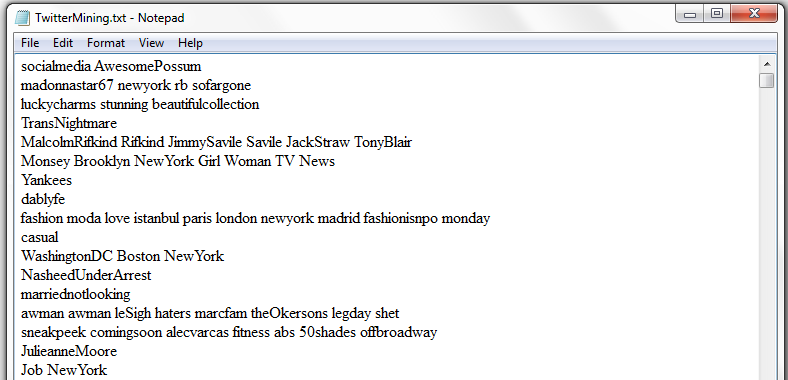 TwitterMining.txt - Notepad
File Edit Format View Help
socialmedia AwesomePossum
madonnastar67 newyork rb sofargone
luckycharms stunning beautifulcollection
TransNightmare
MalcolmRifkind Rifkind JimmySavile Savile JackStraw TonyBlair
Monsey Brooklyn NewYork Girl Woman TV News
Yankees
dablyfe
fashion moda love istanbul paris london newyork madrid fashionisnpo monday
casual
WashingtonDC Boston NewYork
NasheedUnderArrest
marriednotlooking
awman awman leSigh haters marcfam theOkersons legday shet
sneakpeek comingsoon alecvarcas fitness abs 50shades offbroadway
JulieanneMoore
Job NewYork